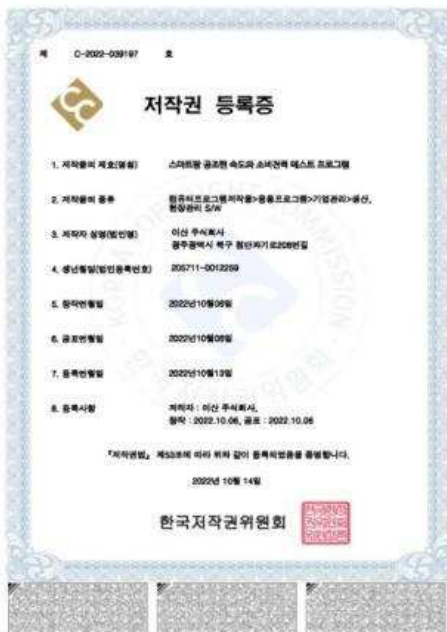 제 C-2022-039197 호
저작권 등록증
1. 저작물의 제호(명칭) 스마트팜 공조팬 속도와 소비전력 테스트 프로그램
2. 저작물의 종류 컴퓨터프로그램저작물>응용프로그램>기업관리>생산,
현장관리 S/W
3. 저작자 성명(법인명) 이산 주식회사
광주광역시 북구 첨단과기로208번길
4. 생년월일(법인등록번호) 205711-0012259
5. 창작연월일 2022년10월06일
6. 공표연월일 2022년10월06일
7. 등록연월일 2022년10월13일
8. 등록사항 저작자 : 이산 주식회사,
창작 : 2022.10.06, 공표 : 2022.10.06
『저작권법』 제53조에 따라 위와 같이 등록되었음을 증명합니다.
2022년 10월 14일
한국저작권위원회